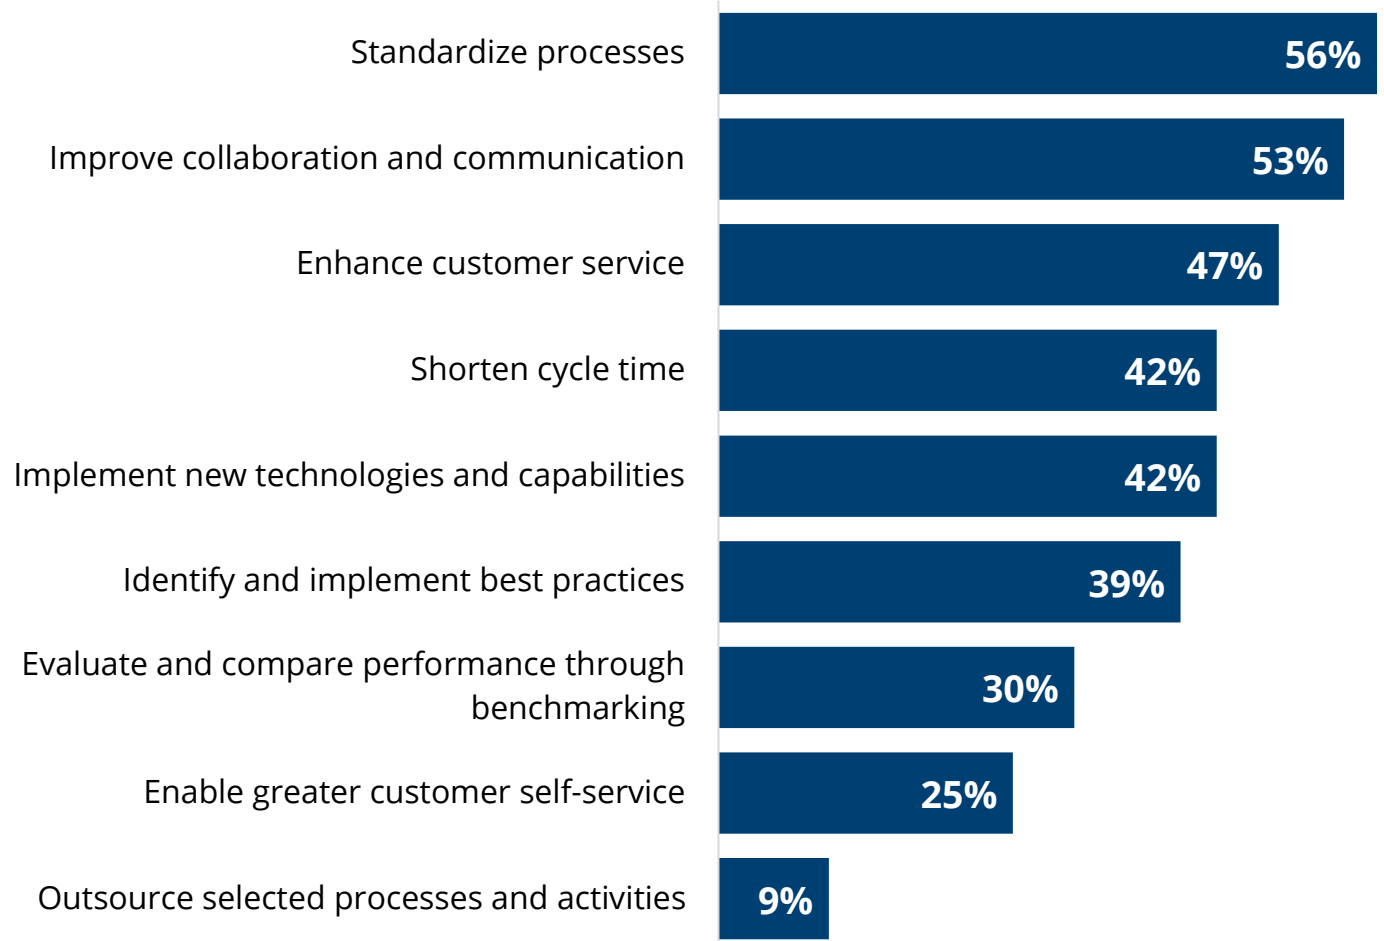 Standardize processes 56%
Improve collaboration and communication 53%
Enhance customer service 47%
Shorten cycle time 42%
Implement new technologies and capabilities 42%
Identify and implement best practices 39%
Evaluate and compare performance through
benchmarking 30%
Enable greater customer self-service 25%
Outsource selected processes and activities 9%